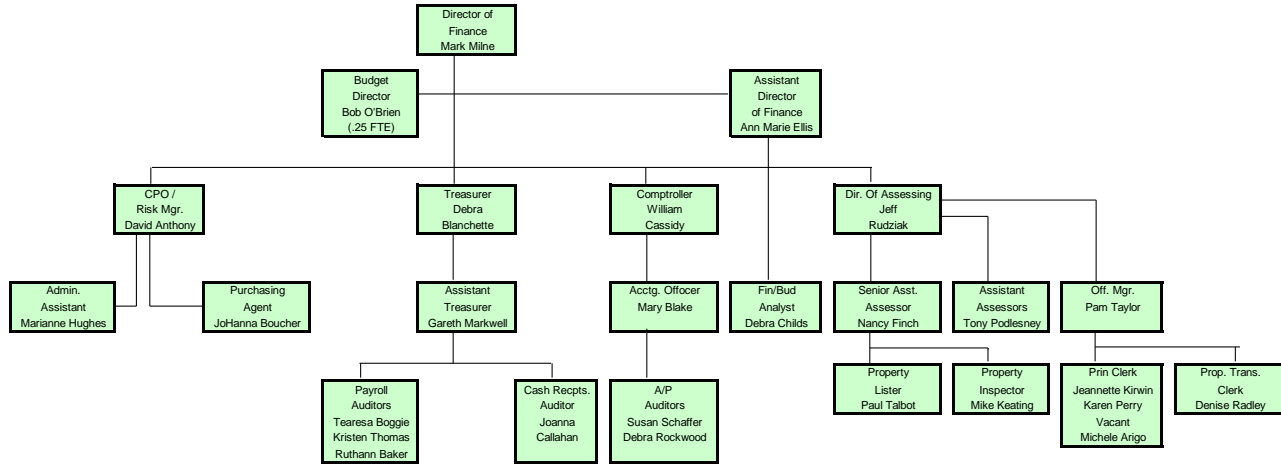 Director of
Finance
Mark Milne
Budget
Director
Bob O'Brien
(.25 FTE)
Assistant
Director
of Finance
Ann Marie Ellis
CPO /
Risk Mgr.
David Anthony
Treasurer
Debra
Blanchette
Comptroller
William
Cassidy
Dir. Of Assessing
Jeff
Rudziak
Admin.
Assistant
Marianne Hughes
Purchasing
Agent
JoHanna Boucher
Assistant
Treasurer
Gareth Markwell
Acctg. Offocer
Mary Blake
Fin/Bud
Analyst
Debra Childs
Senior Asst.
Assessor
Nancy Finch
Assistant
Assessors
Tony Podlesney
Off. Mgr.
Pam Taylor
Payroll
Auditors
Tearesa Boggie
Kristen Thomas
Ruthann Baker
Cash Recpts.
Auditor
Joanna
Callahan
A/P
Auditors
Susan Schaffer
Debra Rockwood
Property
Lister
Paul Talbot
Property
Inspector
Mike Keating
Prin Clerk
Jeannette Kirwin
Karen Perry
Vacant
Michele Arigo
Prop. Trans.
Clerk
Denise Radley